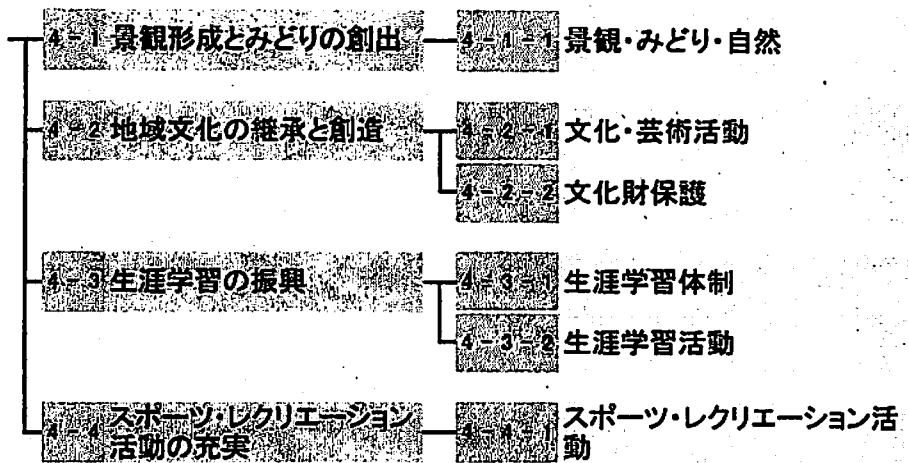 4-1 景観形成とみどりの創出 4-1-1 景観・みどり・自然
4-2 地域文化の継承と創造 4-2-1 文化・芸術活動
4-2-2 文化財保護
4-3 生涯学習の振興 4-3-1 生涯学習体制
4-3-2 生涯学習活動
4-4 スポーツ・レクリエーション
活動の充実
4-4-1 スポーツ・レクリエーション活
動